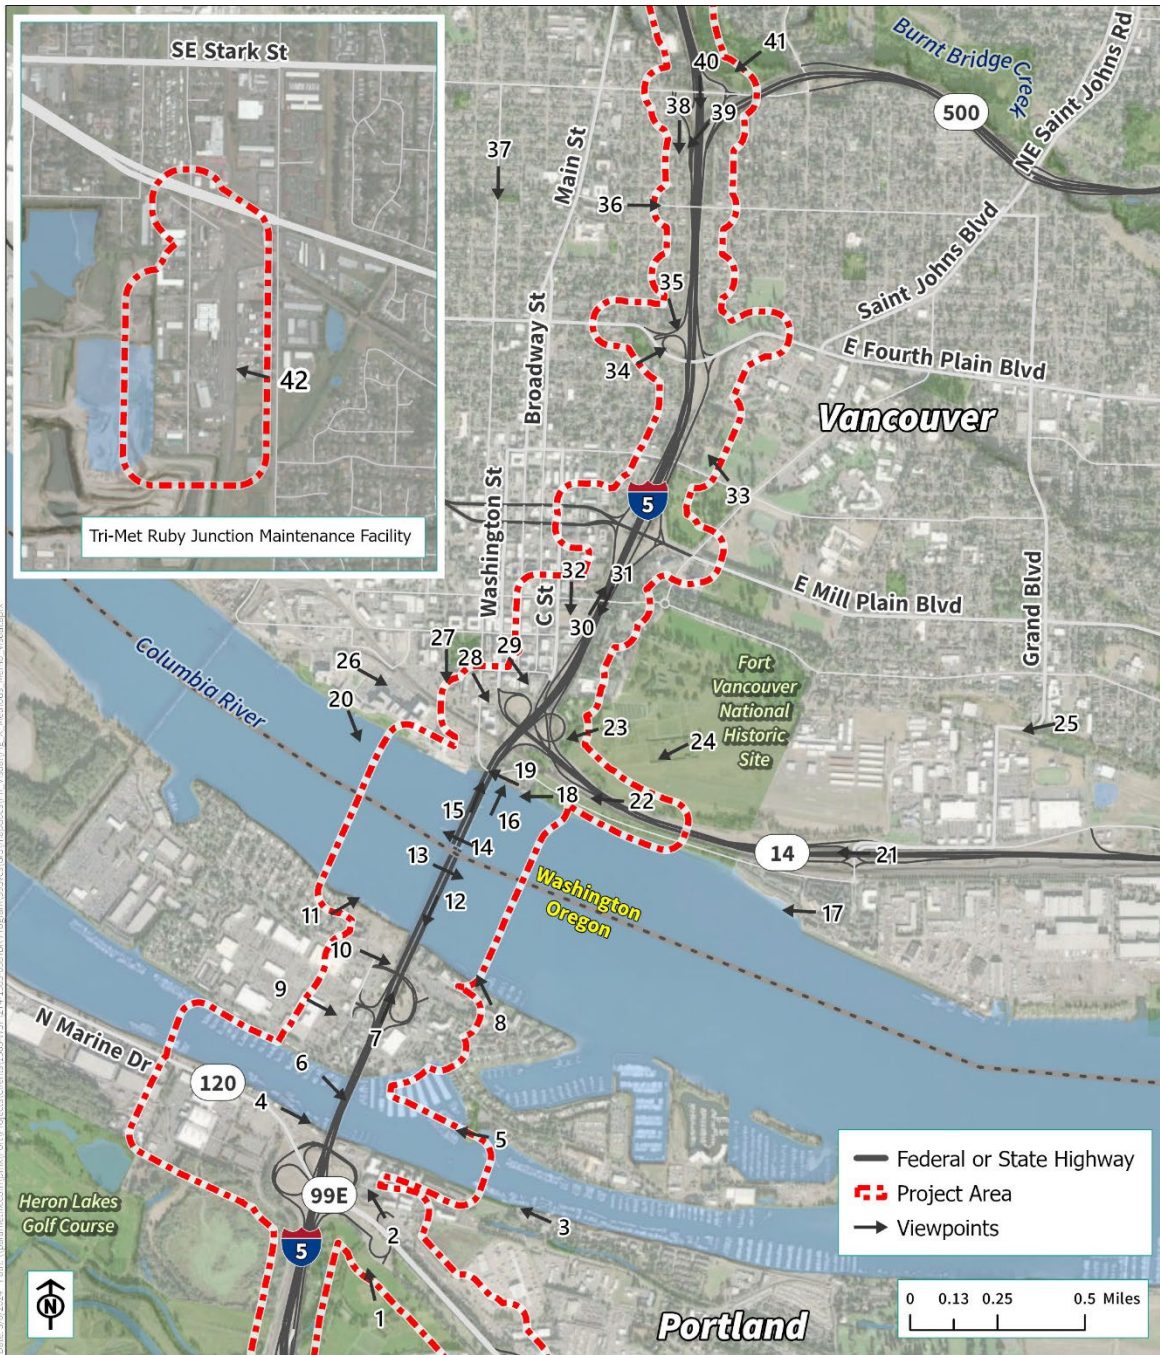 SE Stark St
42
Tri-Met Ruby Junction Maintenance Facility
40
41
Burnt Bridge
Creek
NE Saint Johns Rd
500
38
39
37
Main St
36
Saint Johns Blvd
35
E Fourth Plain Blvd
34
Broadway St
Vancouver
33
5
Washington St
32
31
C St
E Mill Plain Blvd
Grand Blvd
30
27
29
28
26
Columbia River
20
Fort
Vancouver
National
Historic
Site
23
24
25
19
18
22
15
16
14
14
21
13
12
Washington
Oregon
17
11
10
9
8
7
N Marine Dr
6
120
4
5
99E
Heron Lakes
Golf Course
2
3
5
1
N
Portland
Federal or State Highway
Project Area
Viewpoints
0 0.13 0.25 0.5 Miles